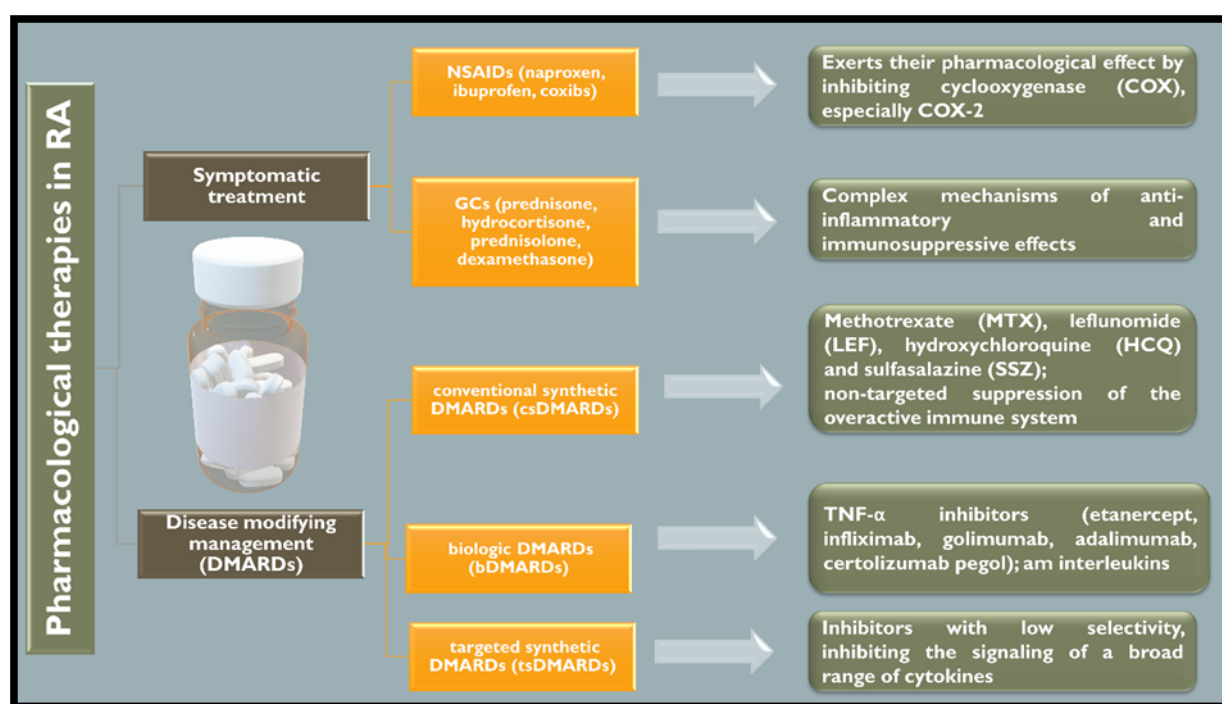 Pharmacological therapies in RA
Symptomatic
treatment
Disease modifying
management
(DMARDs)
NSAIDs (naproxen,
ibuprofen, coxibs)
GCs (prednisone,
hydrocortisone,
prednisolone,
dexamethasone)
conventional synthetic
DMARDs (csDMARDs)
biologic DMARDs
(bDMARDs)
targeted synthetic
DMARDs (tsDMARDs)
Exerts their pharmacological effect by
inhibiting cyclooxygenase (COX),
especially COX-2
Complex mechanisms of anti-
inflammatory and
immunosuppressive effects
Methotrexate (MTX), leflunomide
(LEF), hydroxychloroquine (HCQ)
and sulfasalazine (SSZ);
non-targeted suppression of the
overactive immune system
TNF-α inhibitors (etanercept,
infliximab, golimumab, adalimumab,
certolizumab pegol); am interleukins
Inhibitors with low selectivity,
inhibiting the signaling of a broad
range of cytokines